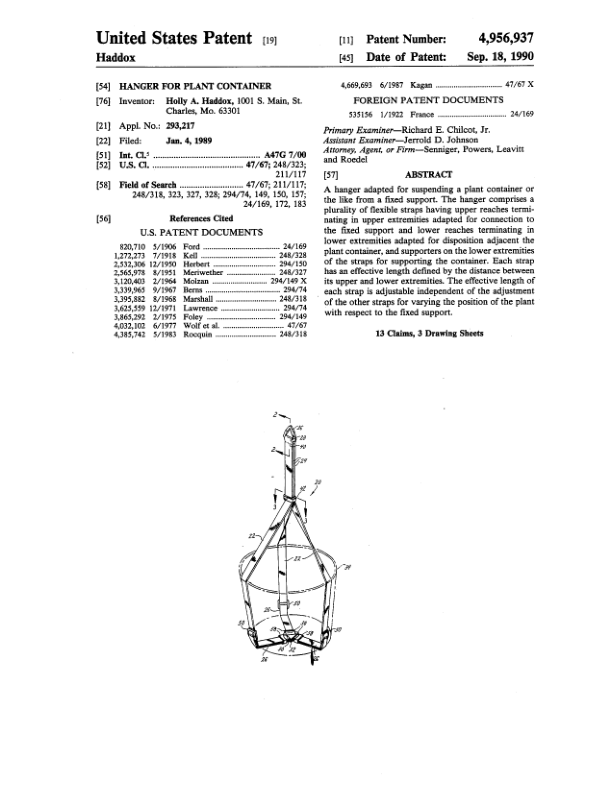 United States Patent [19]
Haddox
[11] Patent Number: 4,956,937
[45] Date of Patent: Sep. 18, 1990
[54] HANGER FOR PLANT CONTAINER
[76] Inventor: Holly A. Haddox, 1001 S. Main, St.
Charles, Mo. 63301
[21] Appl. No.: 293,217
[22] Filed: Jan. 4, 1989
[51] Int. Cl.⁵ ........ A47G 7/00
[52] U.S. Cl. ........ 47/67; 248/323;
211/117
[58] Field of Search ........ 47/67; 211/117;
248/318, 323, 327, 328; 294/74, 149, 150, 157;
24/169, 172, 183
[56] References Cited
U.S. PATENT DOCUMENTS
820,710 5/1906 Ford ........ 24/169
1,272,273 7/1918 Kell ........ 248/328
2,532,306 12/1950 Herbert ........ 294/150
2,565,978 8/1951 Meriwether ........ 248/327
3,120,403 2/1964 Molzan ........ 294/149 X
3,339,965 9/1967 Berns ........ 294/74
3,395,882 8/1968 Marshall ........ 248/318
3,625,559 12/1971 Lawrence ........ 294/74
3,865,292 2/1975 Foley ........ 294/149
4,032,102 6/1977 Wolf et al. ........ 47/67
4,385,742 5/1983 Rocquin ........ 248/318
4,669,693 6/1987 Kagan ........ 47/67 X
FOREIGN PATENT DOCUMENTS
535156 1/1922 France ........ 24/169
Primary Examiner—Richard E. Chilcot, Jr.
Assistant Examiner—Jerrold D. Johnson
Attorney, Agent, or Firm—Senniger, Powers, Leavitt
and Roedel
[57] ABSTRACT
A hanger adapted for suspending a plant container or
the like from a fixed support. The hanger comprises a
plurality of flexible straps having upper reaches termi-
nating in upper extremities adapted for connection to
the fixed support and lower reaches terminating in
lower extremities adapted for disposition adjacent the
plant container, and supporters on the lower extremities
of the straps for supporting the container. Each strap
has an effective length defined by the distance between
its upper and lower extremities. The effective length of
each strap is adjustable independent of the adjustment
of the other straps for varying the position of the plant
with respect to the fixed support.
13 Claims, 3 Drawing Sheets
2
2
24
42
20
3
3
22
22
26